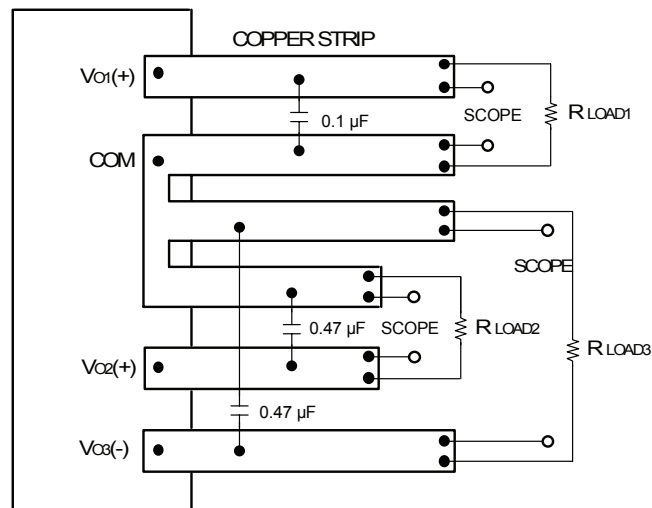 COPPER STRIP
VO1(+)
SCOPE
RLOAD1
0.1 µF
COM
SCOPE
0.47 µF
SCOPE
RLOAD2
RLOAD3
VO2(+)
0.47 µF
VO3(-)